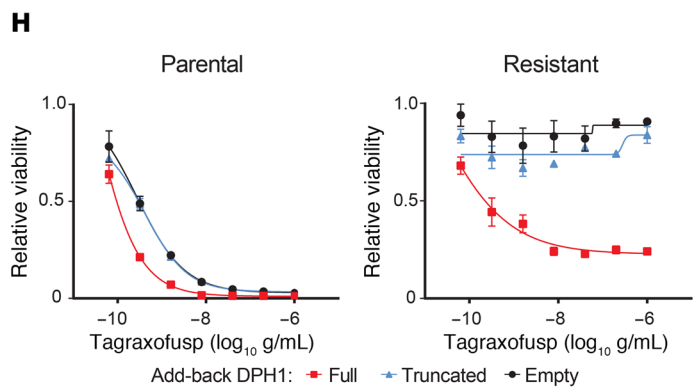 H
Parental
Resistant
Relative viability
1.0
0.5
0
−10
−8
−6
Tagraxofusp (log10 g/mL)
Relative viability
1.0
0.5
0
−10
−8
−6
Tagraxofusp (log10 g/mL)
Add-back DPH1: Full Truncated Empty